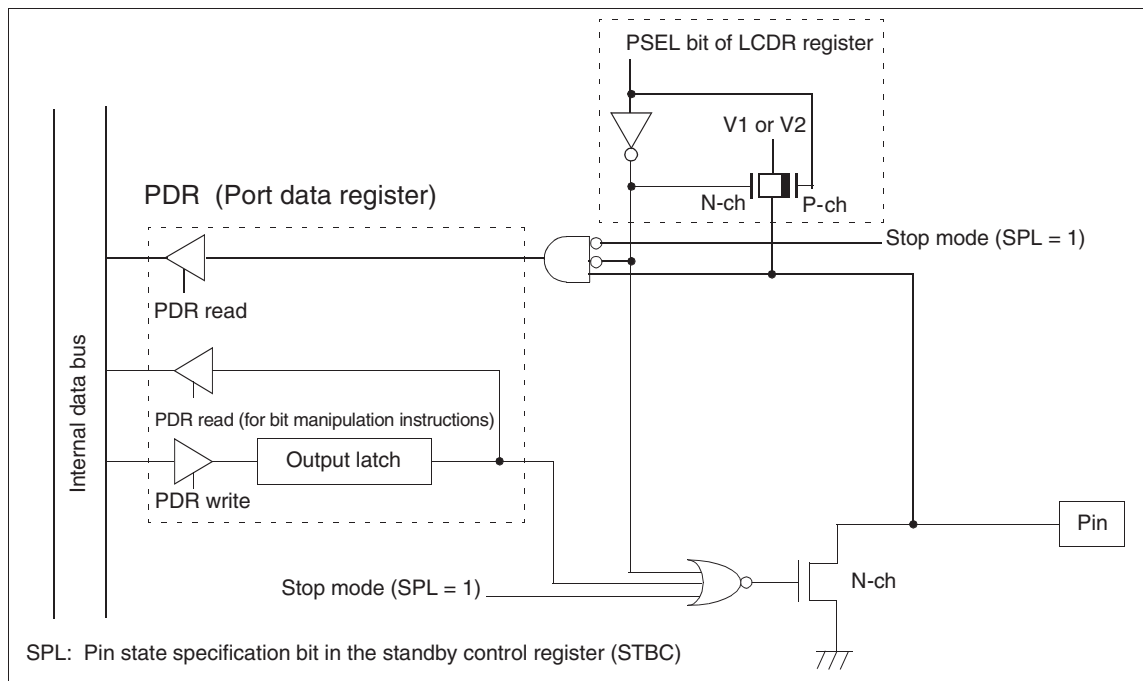 PSEL bit of LCDR register
V1 or V2
N-ch
P-ch
PDR (Port data register)
Stop mode (SPL = 1)
PDR read
Internal data bus
PDR read (for bit manipulation instructions)
Output latch
PDR write
Pin
Stop mode (SPL = 1)
N-ch
SPL: Pin state specification bit in the standby control register (STBC)